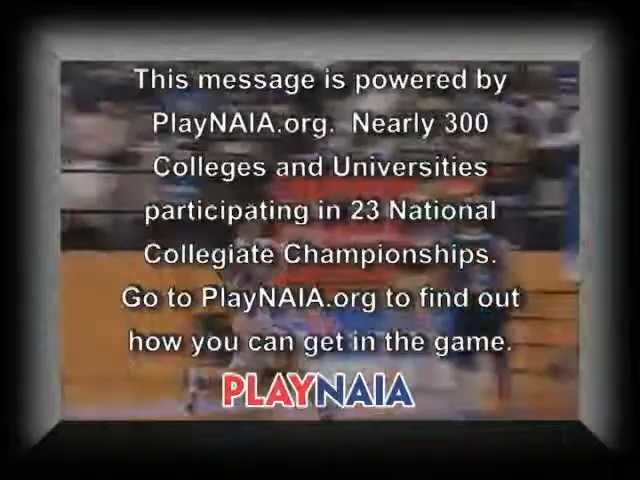 This message is powered by
PlayNAIA.org.  Nearly 300
Colleges and Universities
participating in 23 National
Collegiate Championships.
Go to PlayNAIA.org to find out
how you can get in the game.
PLAYNAIA